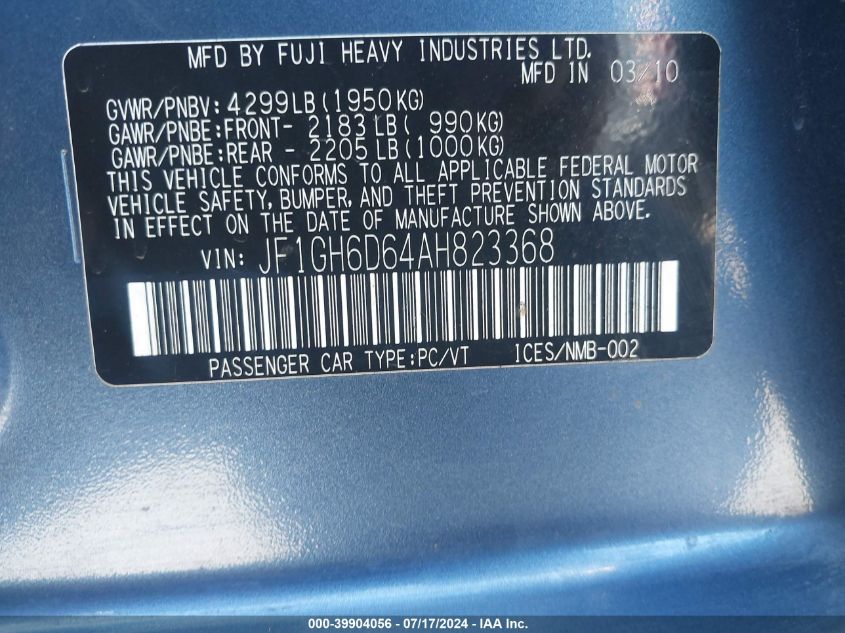 MFD BY FUJI HEAVY INDUSTRIES LTD.
MFD IN 03/10
GVWR/PNBV: 4299LB(1950KG)
GAWR/PNBE:FRONT- 2183LB( 990KG)
GAWR/PNBE:REAR - 2205LB(1000KG)
THIS VEHICLE CONFORMS TO ALL APPLICABLE FEDERAL MOTOR
VEHICLE SAFETY, BUMPER, AND THEFT PREVENTION STANDARDS
IN EFFECT ON THE DATE OF MANUFACTURE SHOWN ABOVE.
VIN: JF1GH6D64AH823368
PASSENGER CAR TYPE:PC/VT ICES/NMB-002
000-39904056 - 07/17/2024 - IAA Inc.